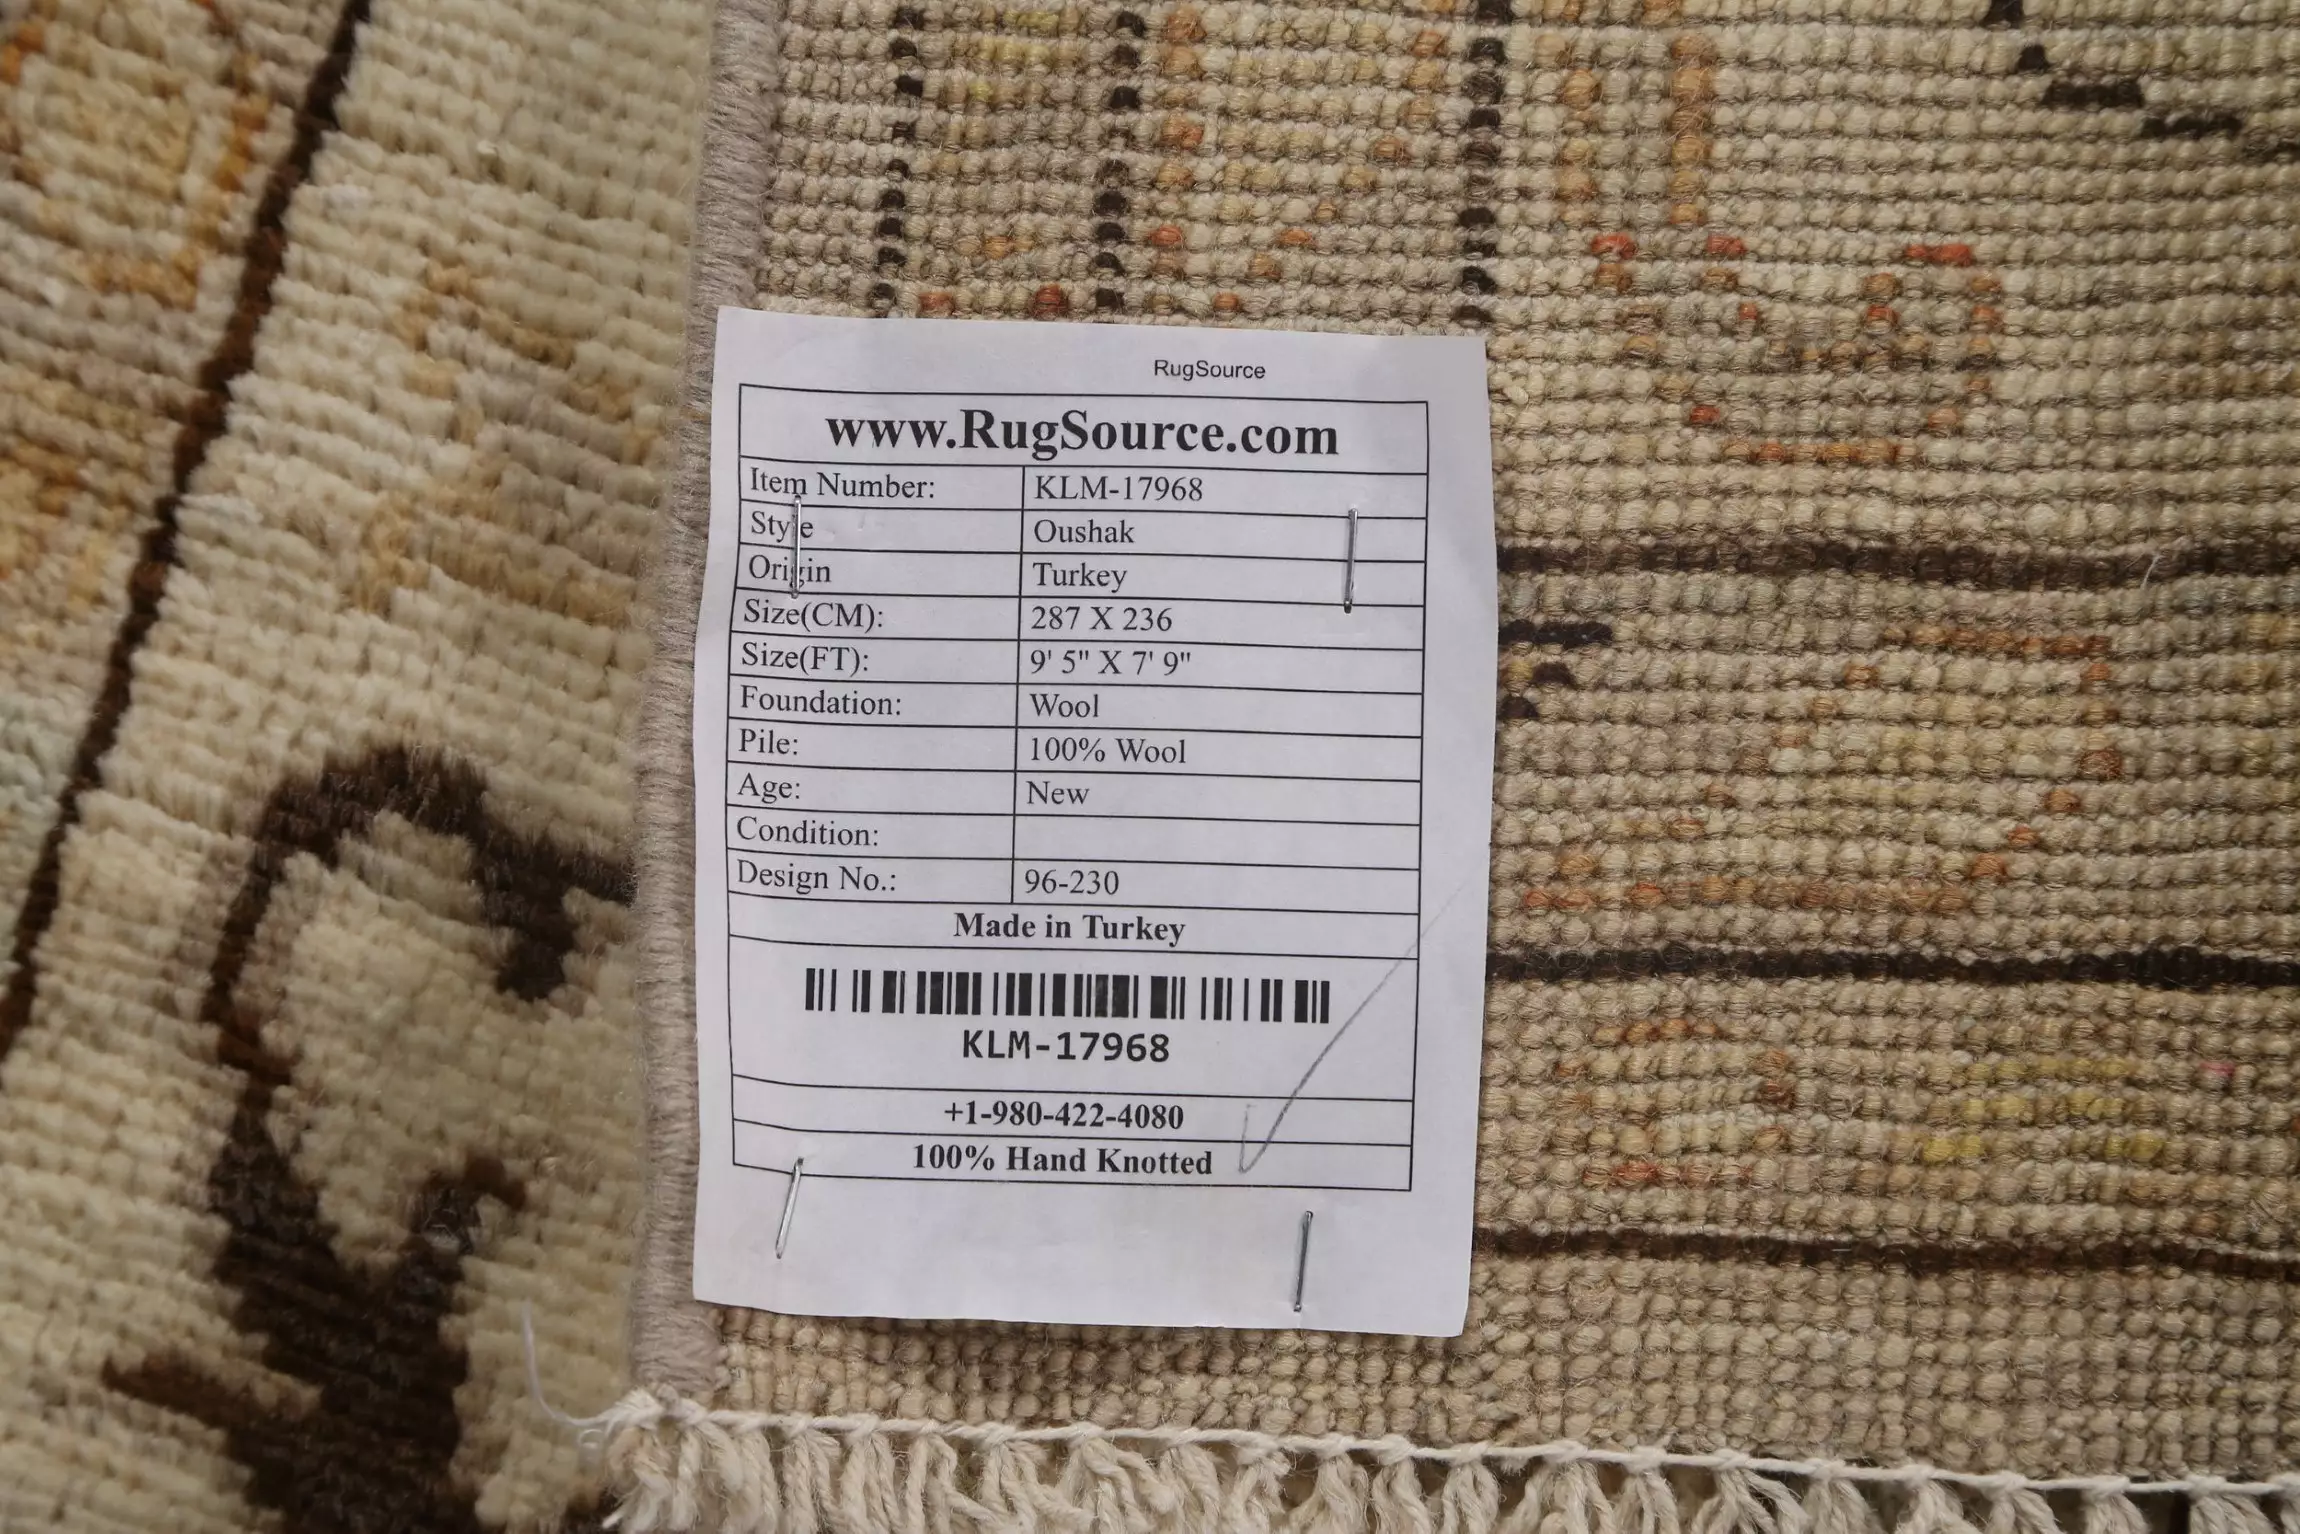 RugSource
www.RugSource.com
Item Number: KLM-17968
Style Oushak
Origin Turkey
Size(CM): 287 X 236
Size(FT): 9' 5" X 7' 9"
Foundation: Wool
Pile: 100% Wool
Age: New
Condition:
Design No.: 96-230
Made in Turkey
KLM-17968
+1-980-422-4080
100% Hand Knotted